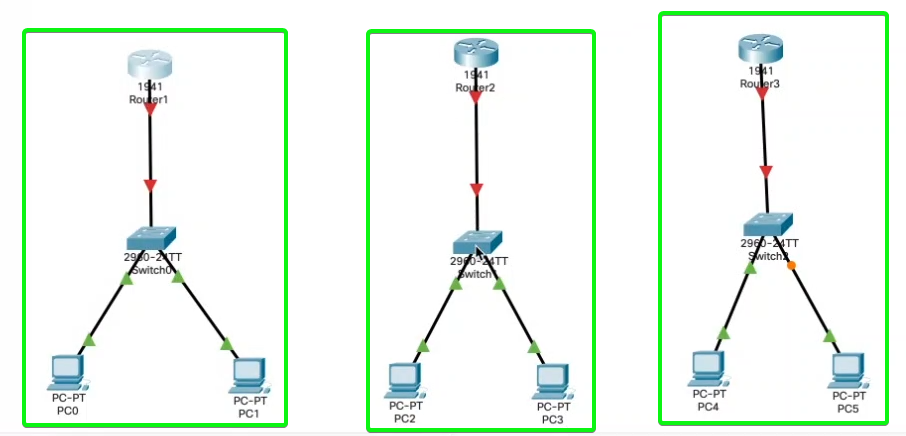 1941
Router1
2960-24TT
Switch0
PC-PT
PC0
PC-PT
PC1
1941
Router2
2960-24TT
Switch
PC-PT
PC2
PC-PT
PC3
1941
Router3
2960-24TT
Switch2
PC-PT
PC4
PC-PT
PC5